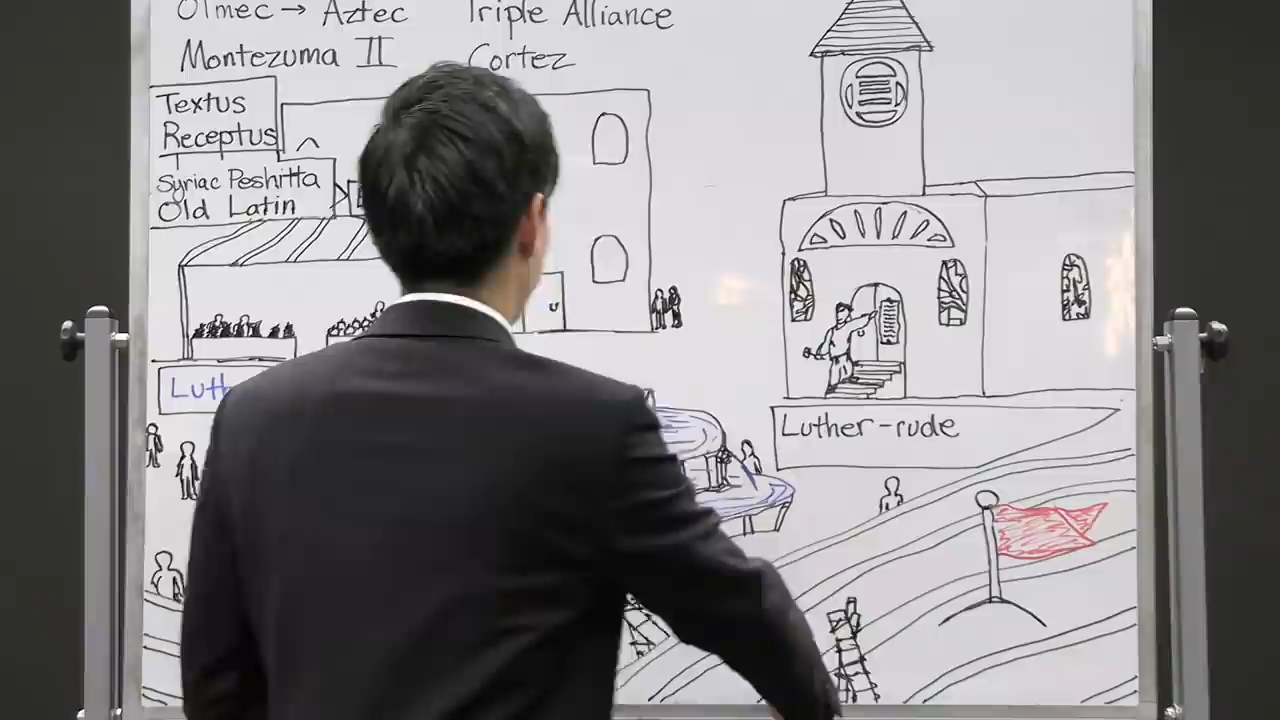 Olmec → Aztec
Triple Alliance
Montezuma II
Cortez
Textus
Receptus
Syriac Peshitta
Old Latin
Luth
Luther-rude